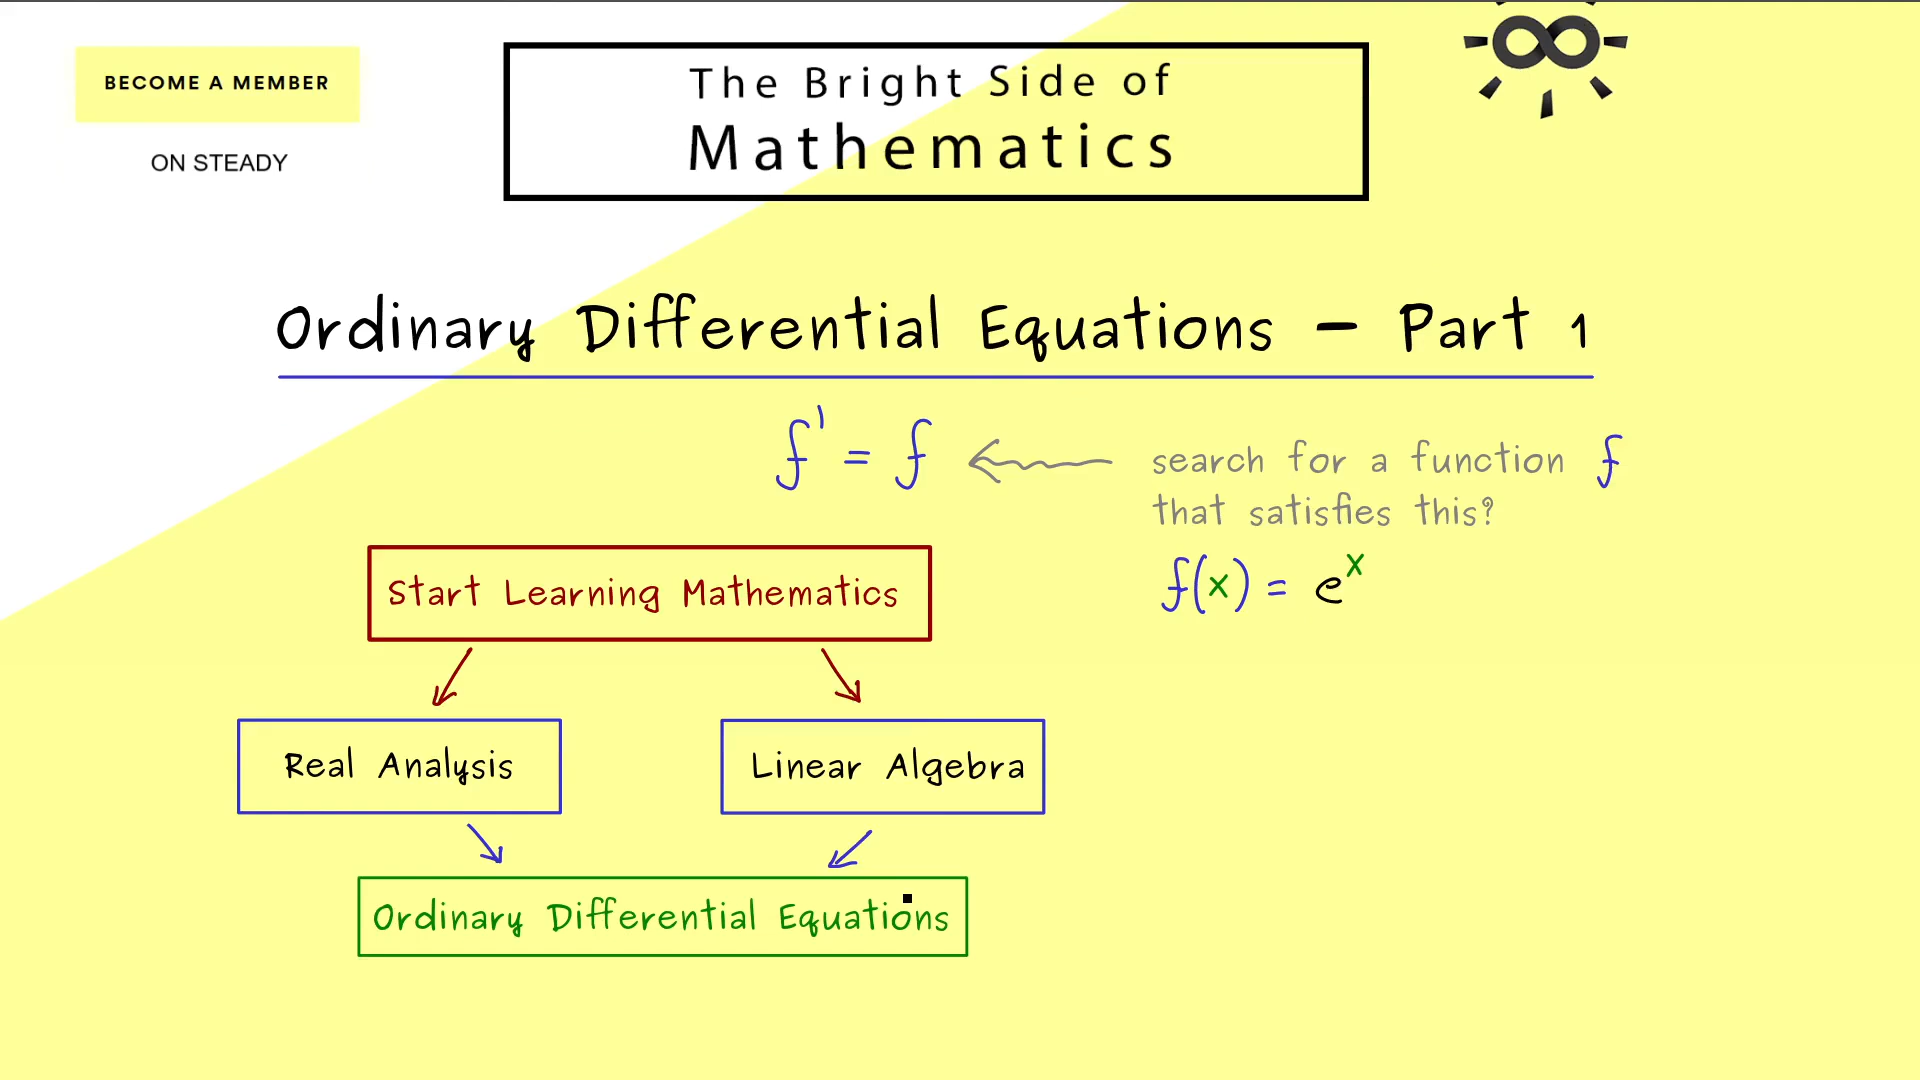 BECOME A MEMBER
ON STEADY
The Bright Side of
Mathematics
Ordinary Differential Equations - Part 1
f' = f
search for a function f
that satisfies this?
f(x) = e^x
Start Learning Mathematics
Real Analysis
Linear Algebra
Ordinary Differential Equations